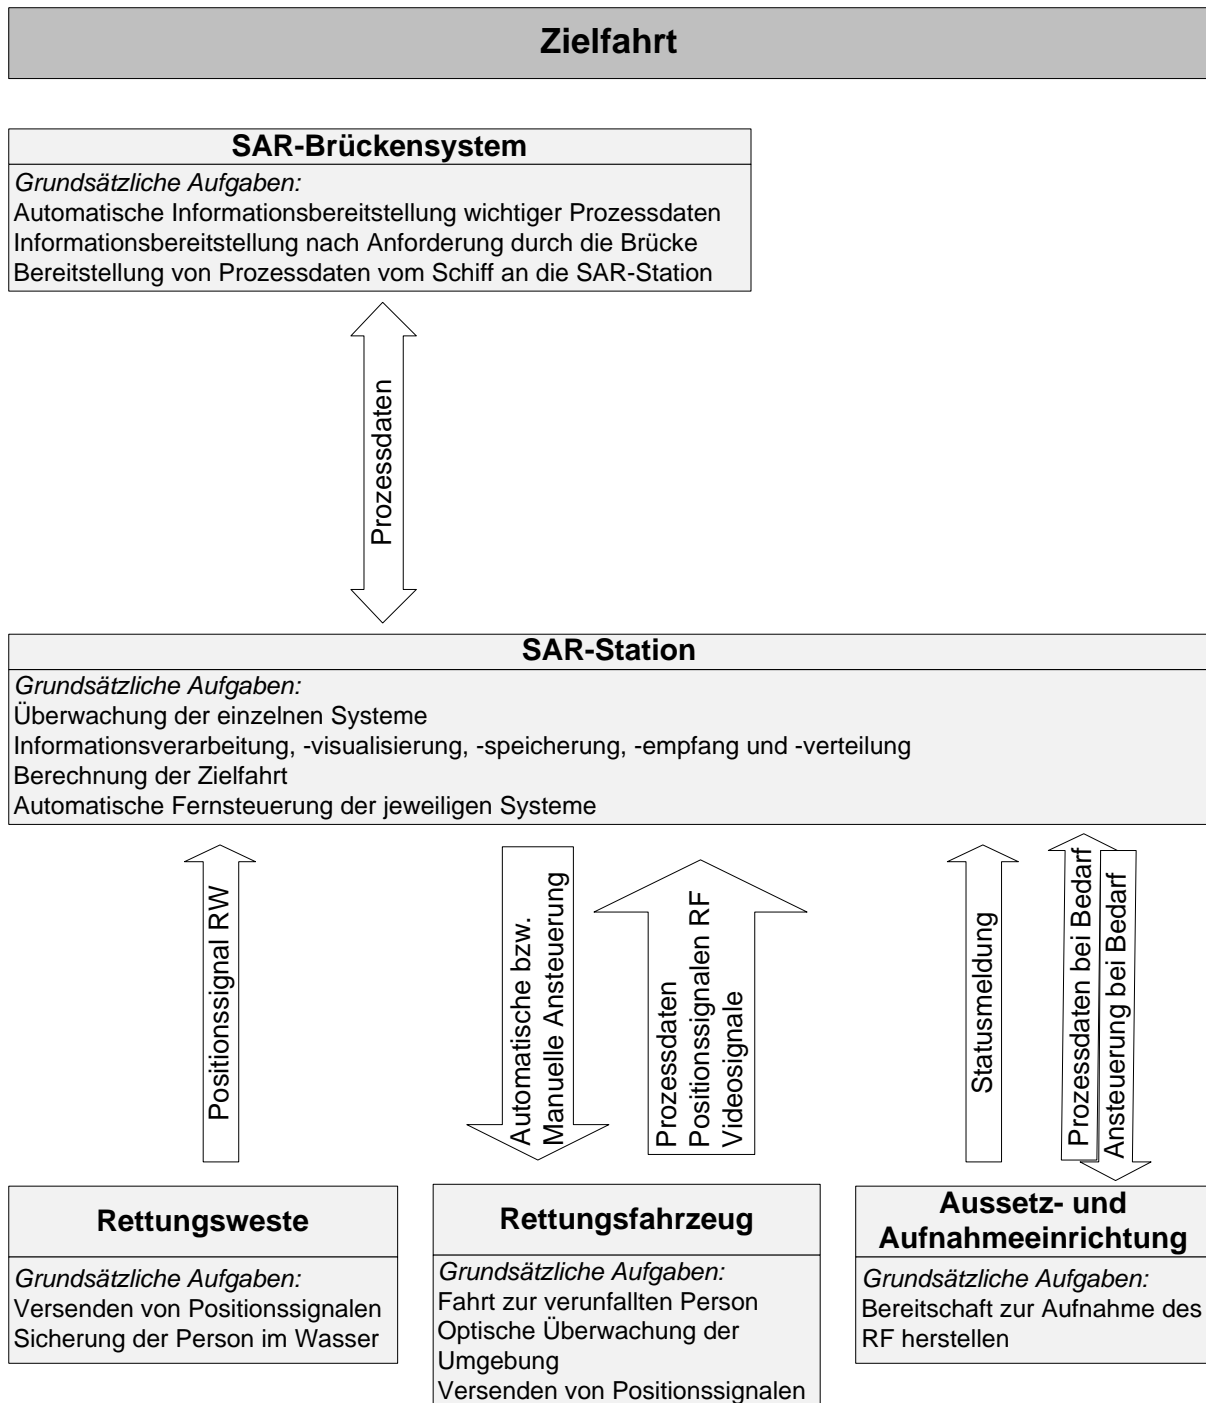 Zielfahrt
SAR-Brückensystem
Grundsätzliche Aufgaben:
Automatische Informationsbereitstellung wichtiger Prozessdaten
Informationsbereitstellung nach Anforderung durch die Brücke
Bereitstellung von Prozessdaten vom Schiff an die SAR-Station
Prozessdaten
SAR-Station
Grundsätzliche Aufgaben:
Überwachung der einzelnen Systeme
Informationsverarbeitung, -visualisierung, -speicherung, -empfang und -verteilung
Berechnung der Zielfahrt
Automatische Fernsteuerung der jeweiligen Systeme
Positionssignal RW
Automatische bzw.
Manuelle Ansteuerung
Prozessdaten
Positionssignalen RF
Videosignale
Statusmeldung
Prozessdaten bei Bedarf
Ansteuerung bei Bedarf
Rettungsweste
Grundsätzliche Aufgaben:
Versenden von Positionssignalen
Sicherung der Person im Wasser
Rettungsfahrzeug
Grundsätzliche Aufgaben:
Fahrt zur verunfallten Person
Optische Überwachung der
Umgebung
Versenden von Positionssignalen
Aussetz- und
Aufnahmeeinrichtung
Grundsätzliche Aufgaben:
Bereitschaft zur Aufnahme des
RF herstellen